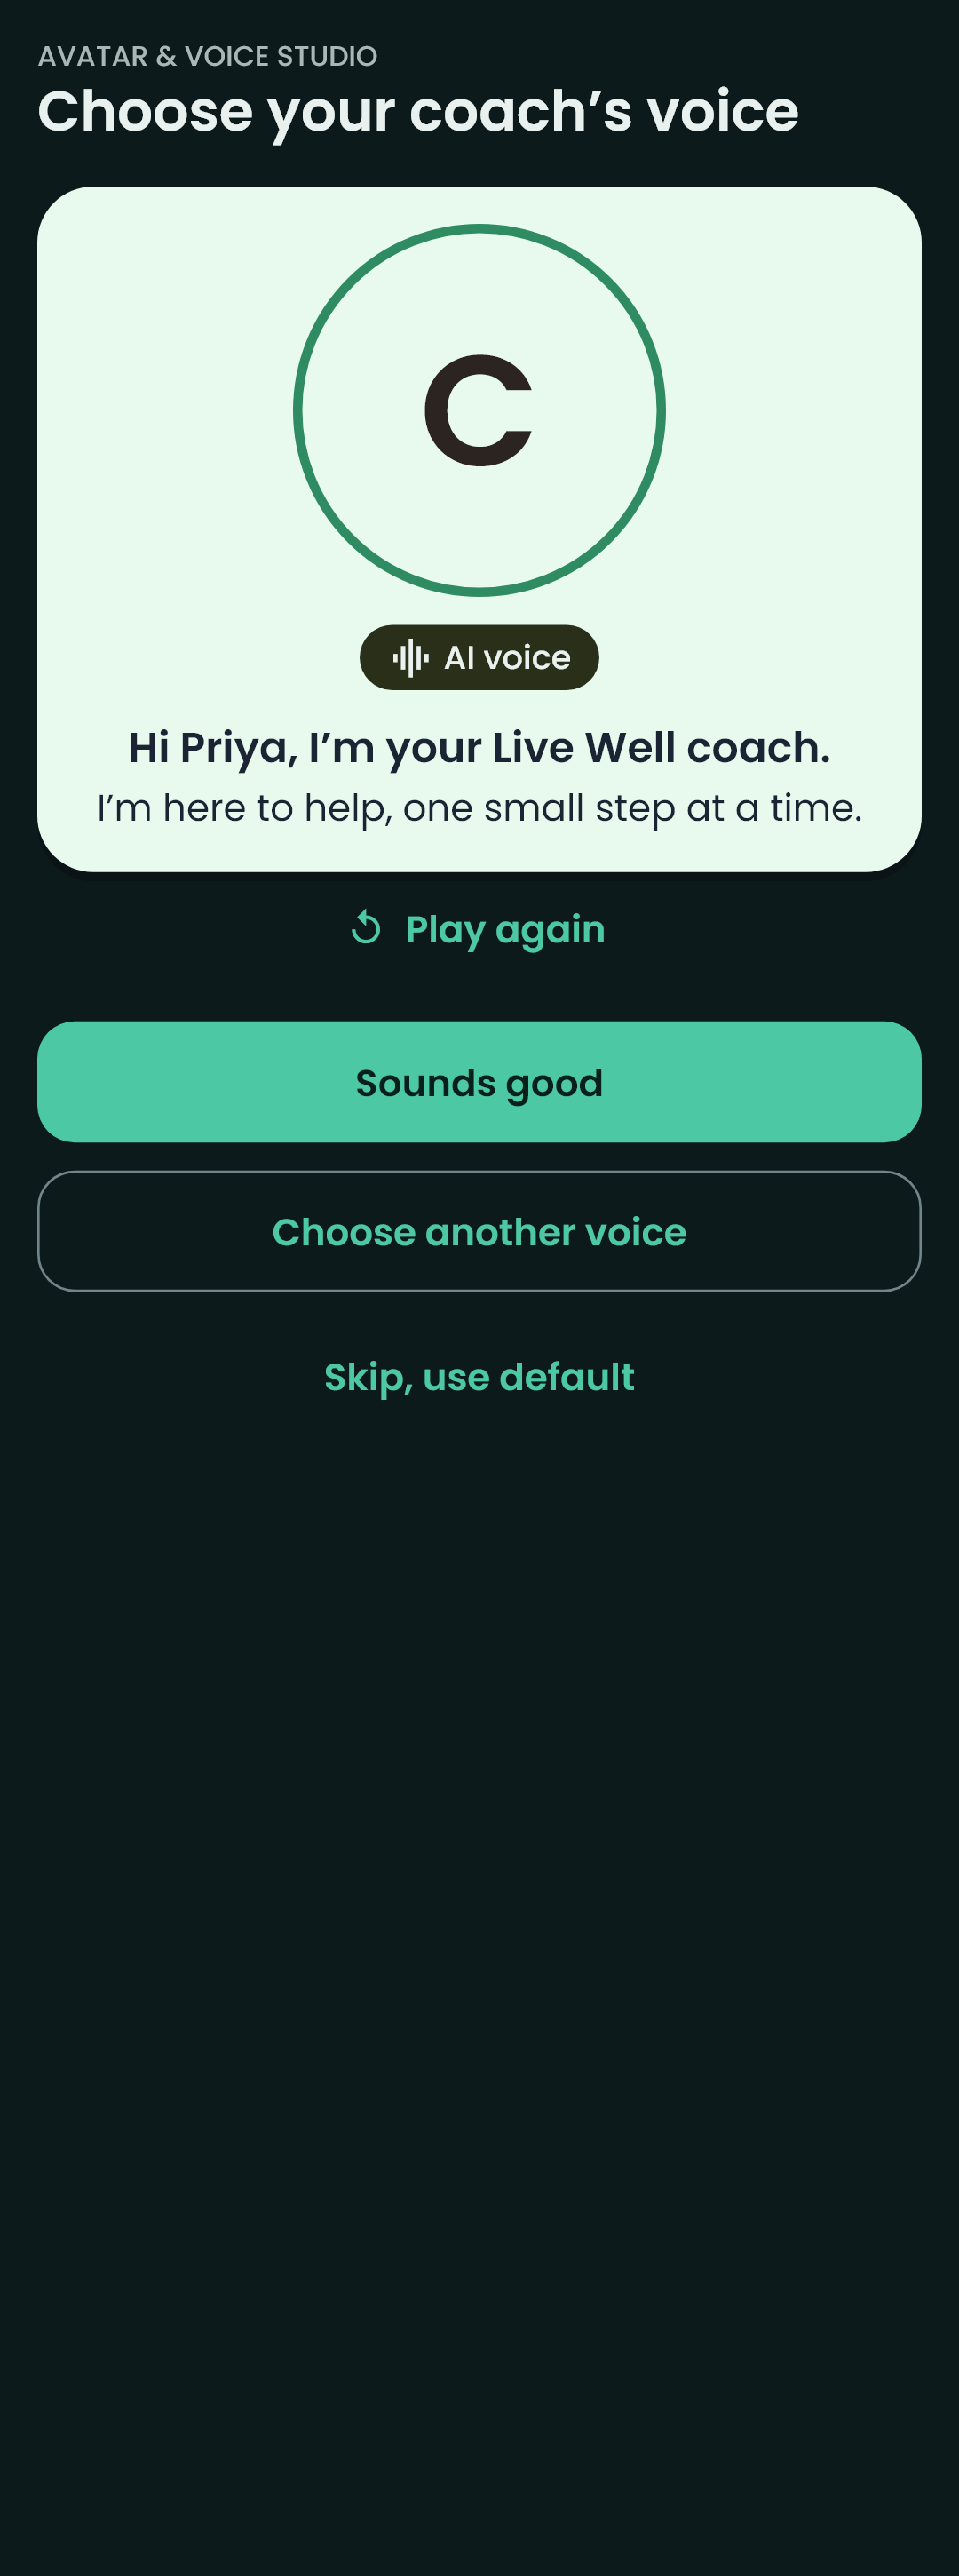 AVATAR & VOICE STUDIO
Choose your coach’s voice
C
AI voice
Hi Priya, I’m your Live Well coach.
I’m here to help, one small step at a time.
Play again
Sounds good
Choose another voice
Skip, use default